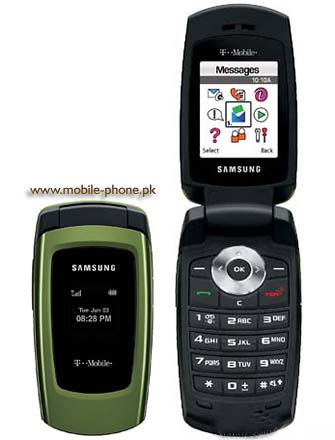 T··Mobile·
Messages
10:10A
?
Select
Back
SAMSUNG
www.mobile-phone.pk
SAMSUNG
Tue Jun 03
08:28 PM
T··Mobile·
OK
C
1
2 ABC
3 DEF
4 GHI
5 JKL
6 MNO
7 PQRS
8 TUV
9 WXYZ
*
0 +
#